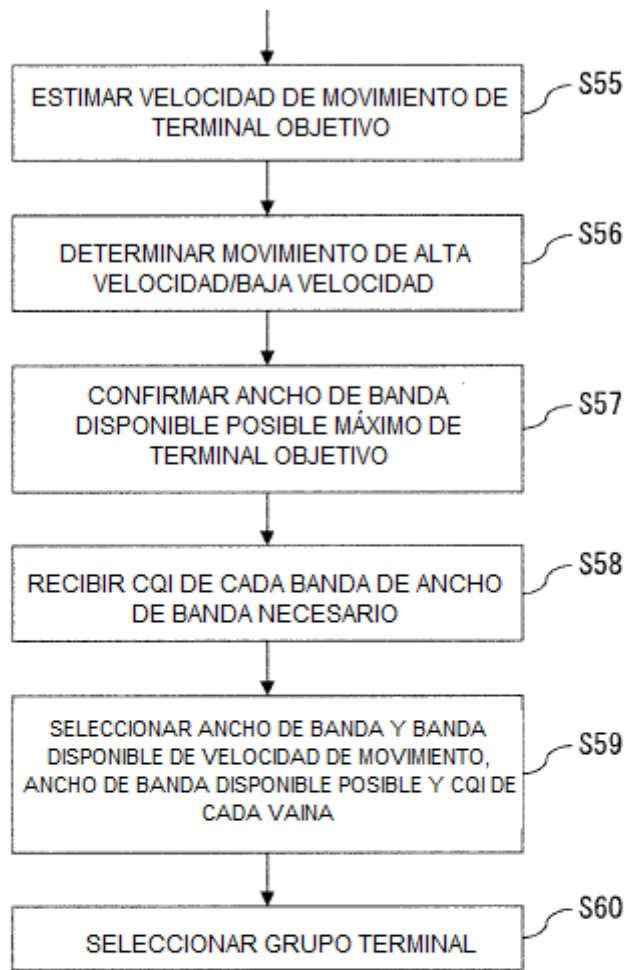 ESTIMAR VELOCIDAD DE MOVIMIENTO DE
TERMINAL OBJETIVO
S55
DETERMINAR MOVIMIENTO DE ALTA
VELOCIDAD/BAJA VELOCIDAD
S56
CONFIRMAR ANCHO DE BANDA
DISPONIBLE POSIBLE MÁXIMO DE
TERMINAL OBJETIVO
S57
RECIBIR CQI DE CADA BANDA DE ANCHO
DE BANDA NECESARIO
S58
SELECCIONAR ANCHO DE BANDA Y BANDA
DISPONIBLE DE VELOCIDAD DE MOVIMIENTO,
ANCHO DE BANDA DISPONIBLE POSIBLE Y CQI DE
CADA VAINA
S59
SELECCIONAR GRUPO TERMINAL
S60